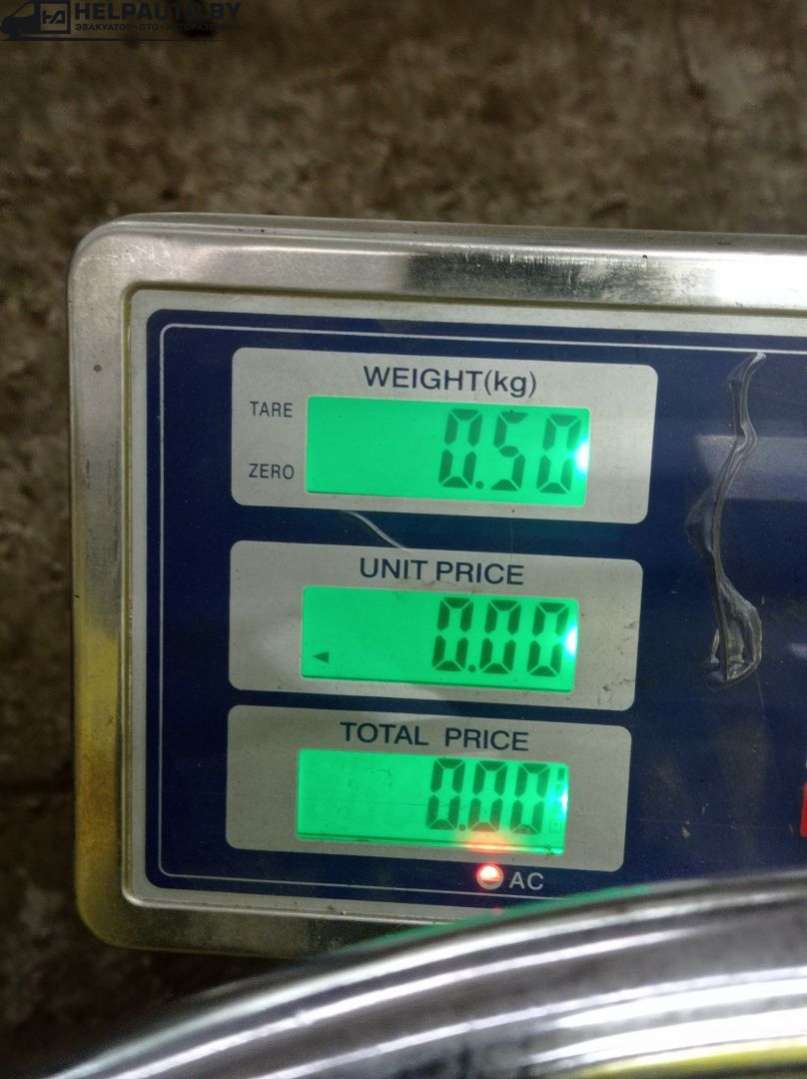 HELPAUTO.BY
WEIGHT(kg)
TARE
0.50
ZERO
UNIT PRICE
0.00
TOTAL PRICE
0.00
AC